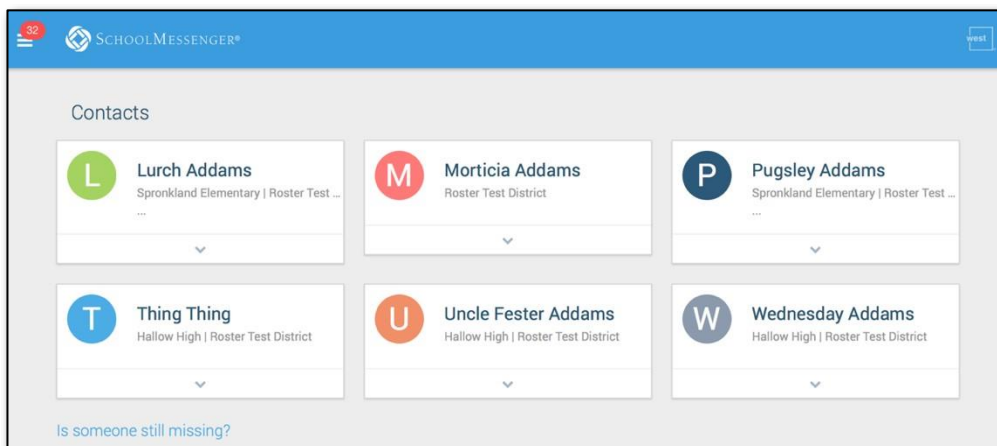 32
SCHOOLMESSENGER®
west
Contacts
L
Lurch Addams
Spronkland Elementary | Roster Test ...
...
M
Morticia Addams
Roster Test District
P
Pugsley Addams
Spronkland Elementary | Roster Test ...
...
T
Thing Thing
Hallow High | Roster Test District
U
Uncle Fester Addams
Hallow High | Roster Test District
W
Wednesday Addams
Hallow High | Roster Test District
Is someone still missing?